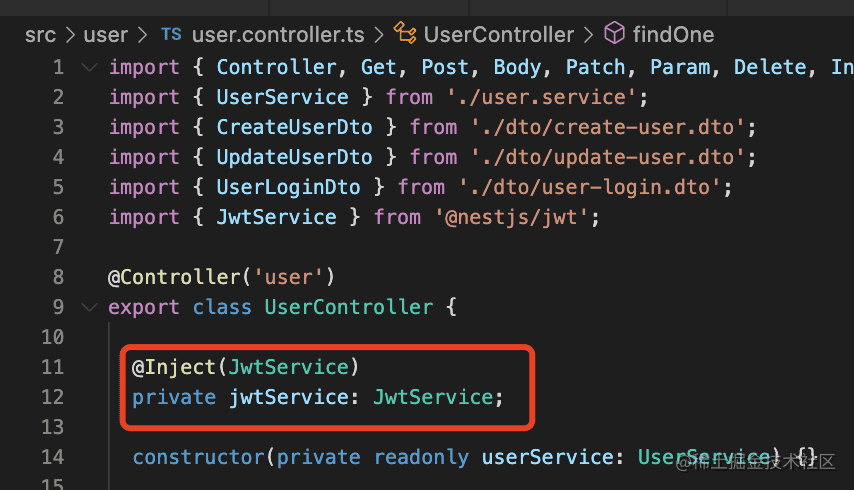 src > user > TS user.controller.ts > UserController > findOne
1 import { Controller, Get, Post, Body, Patch, Param, Delete, In
2 import { UserService } from './user.service';
3 import { CreateUserDto } from './dto/create-user.dto';
4 import { UpdateUserDto } from './dto/update-user.dto';
5 import { UserLoginDto } from './dto/user-login.dto';
6 import { JwtService } from '@nestjs/jwt';
7
8 @Controller('user')
9 export class UserController {
10
11 @Inject(JwtService)
12 private jwtService: JwtService;
13
14 constructor(private readonly userService: UserService) {}
@稀土掘金技术社区
15